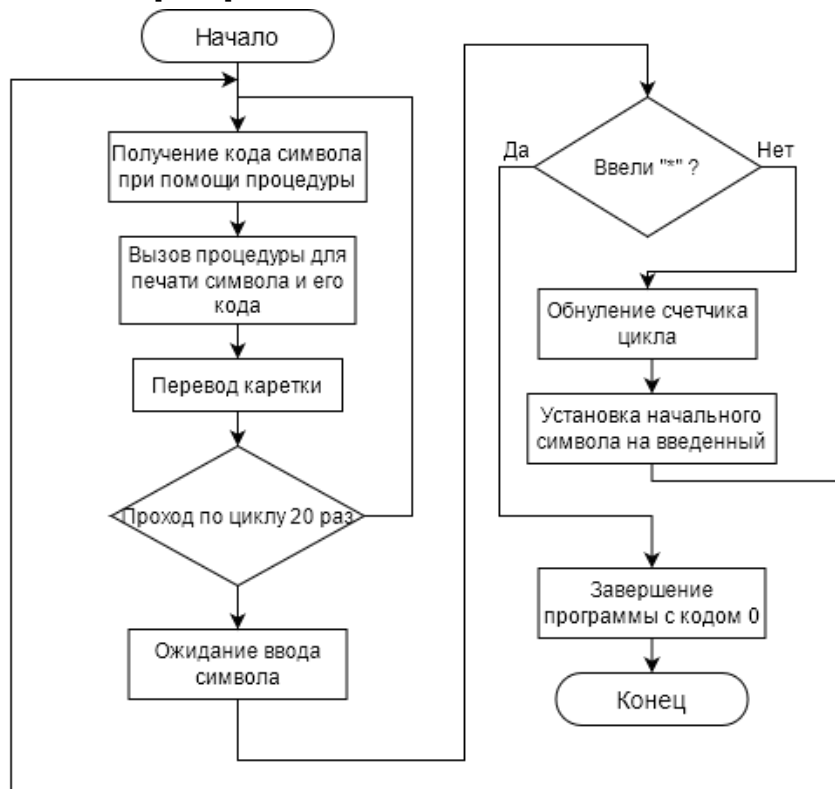 Начало
Получение кода символа
при помощи процедуры
Вызов процедуры для
печати символа и его
кода
Перевод каретки
Проход по циклу 20 раз
Ожидание ввода
символа
Ввели "*" ?
Да
Нет
Обнуление счетчика
цикла
Установка начального
символа на введенный
Завершение
программы с кодом 0
Конец